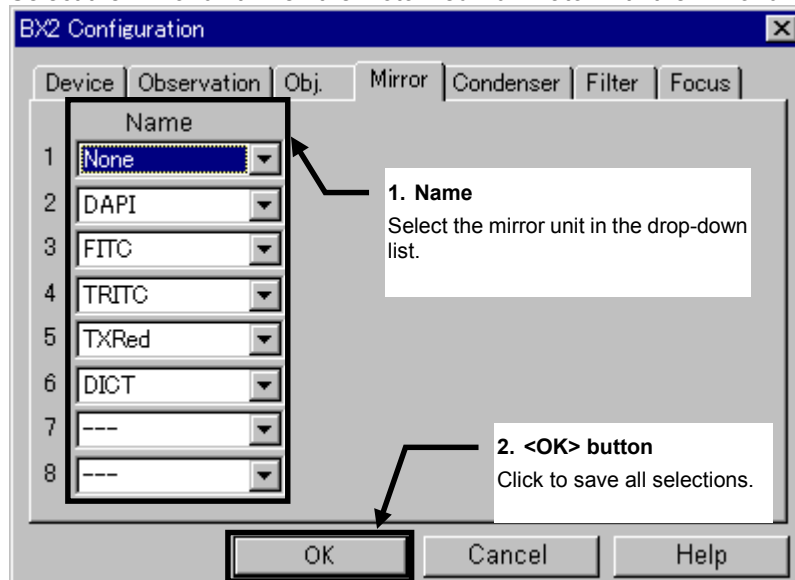 BX2 Configuration
Device Observation Obj. Mirror Condenser Filter Focus
Name
1 None
2 DAPI
3 FITC
4 TRITC
5 TXRed
6 DICT
7 ---
8 ---
1. Name
Select the mirror unit in the drop-down
list.
2. <OK> button
Click to save all selections.
OK Cancel Help